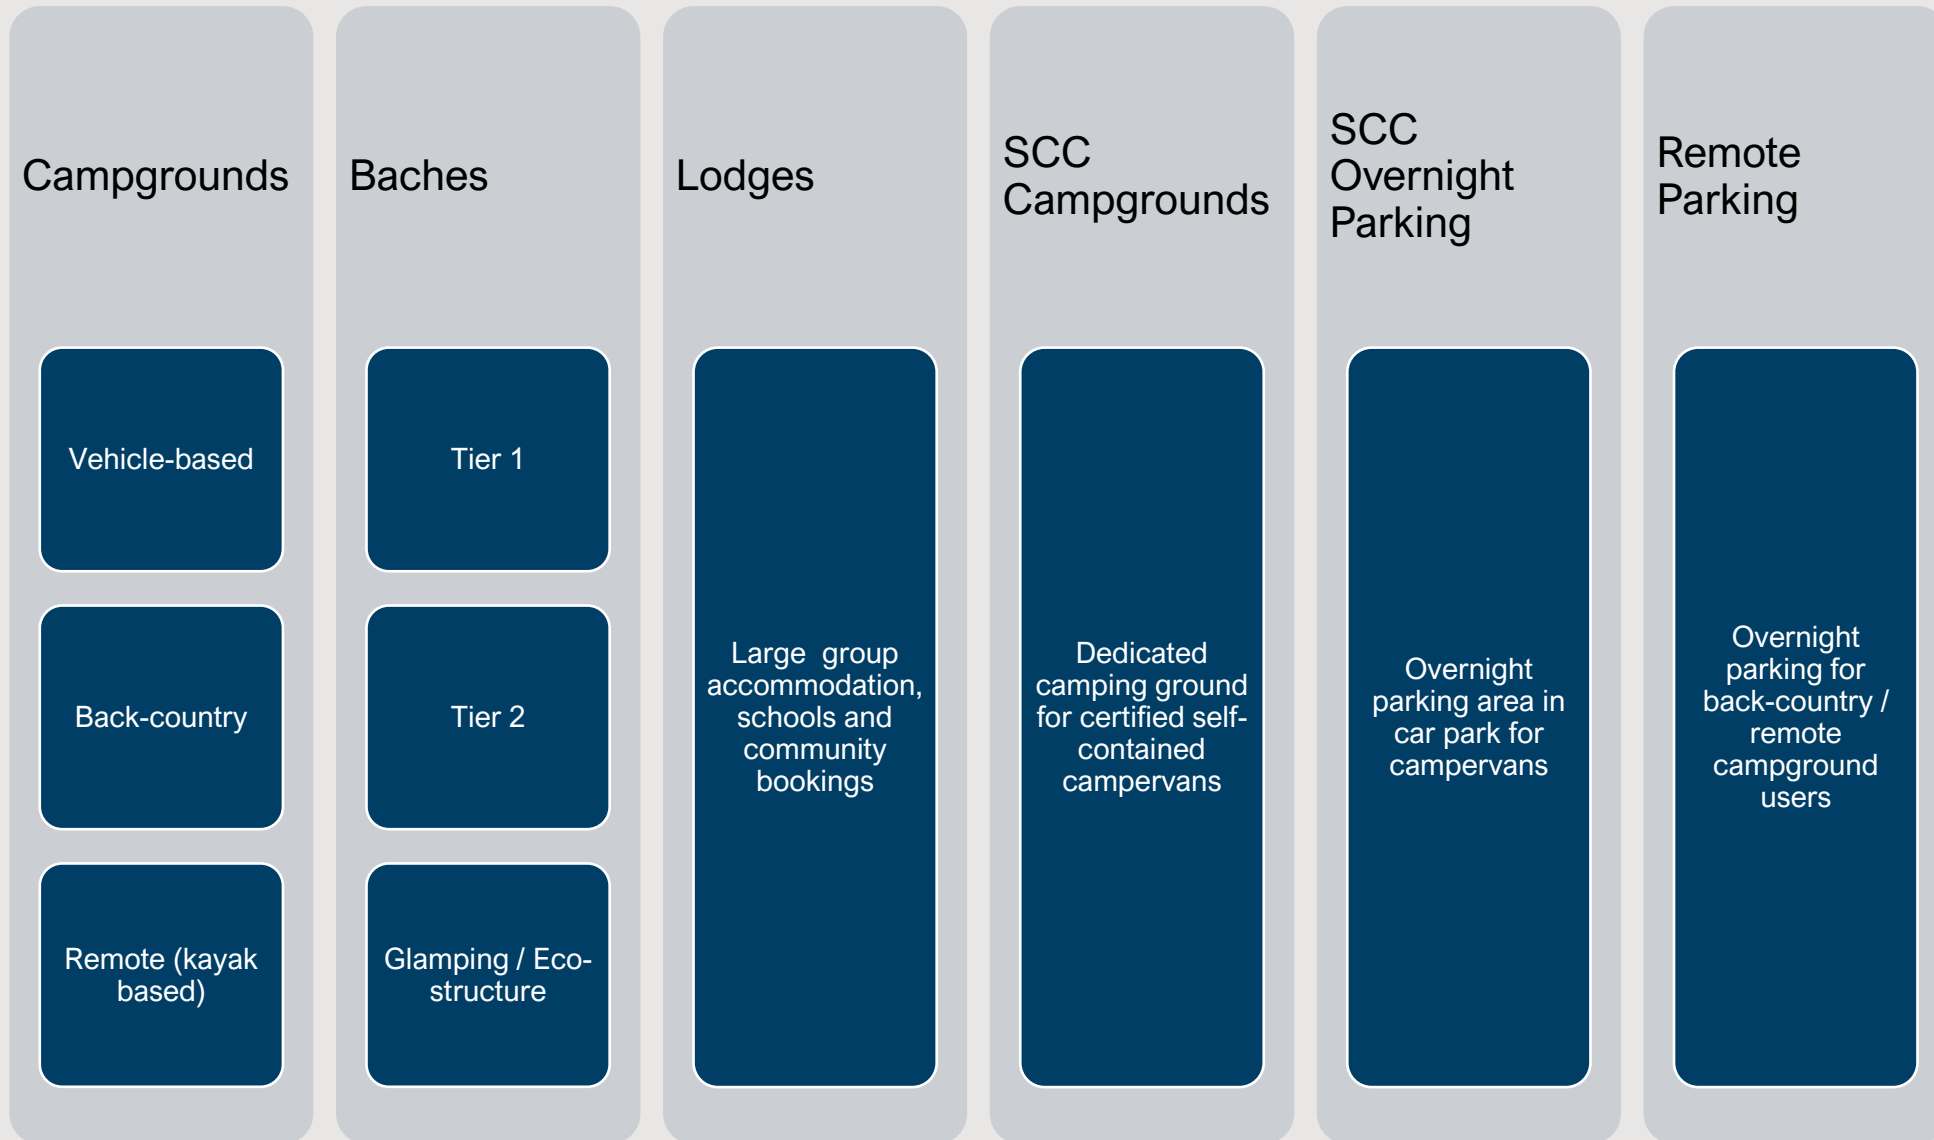 Campgrounds
Vehicle-based
Back-country
Remote (kayak
based)
Baches
Tier 1
Tier 2
Glamping / Eco-
structure
Lodges
Large group
accommodation,
schools and
community
bookings
SCC
Campgrounds
Dedicated
camping ground
for certified self-
contained
campervans
SCC
Overnight
Parking
Overnight
parking area in
car park for
campervans
Remote
Parking
Overnight
parking for
back-country /
remote
campground
users